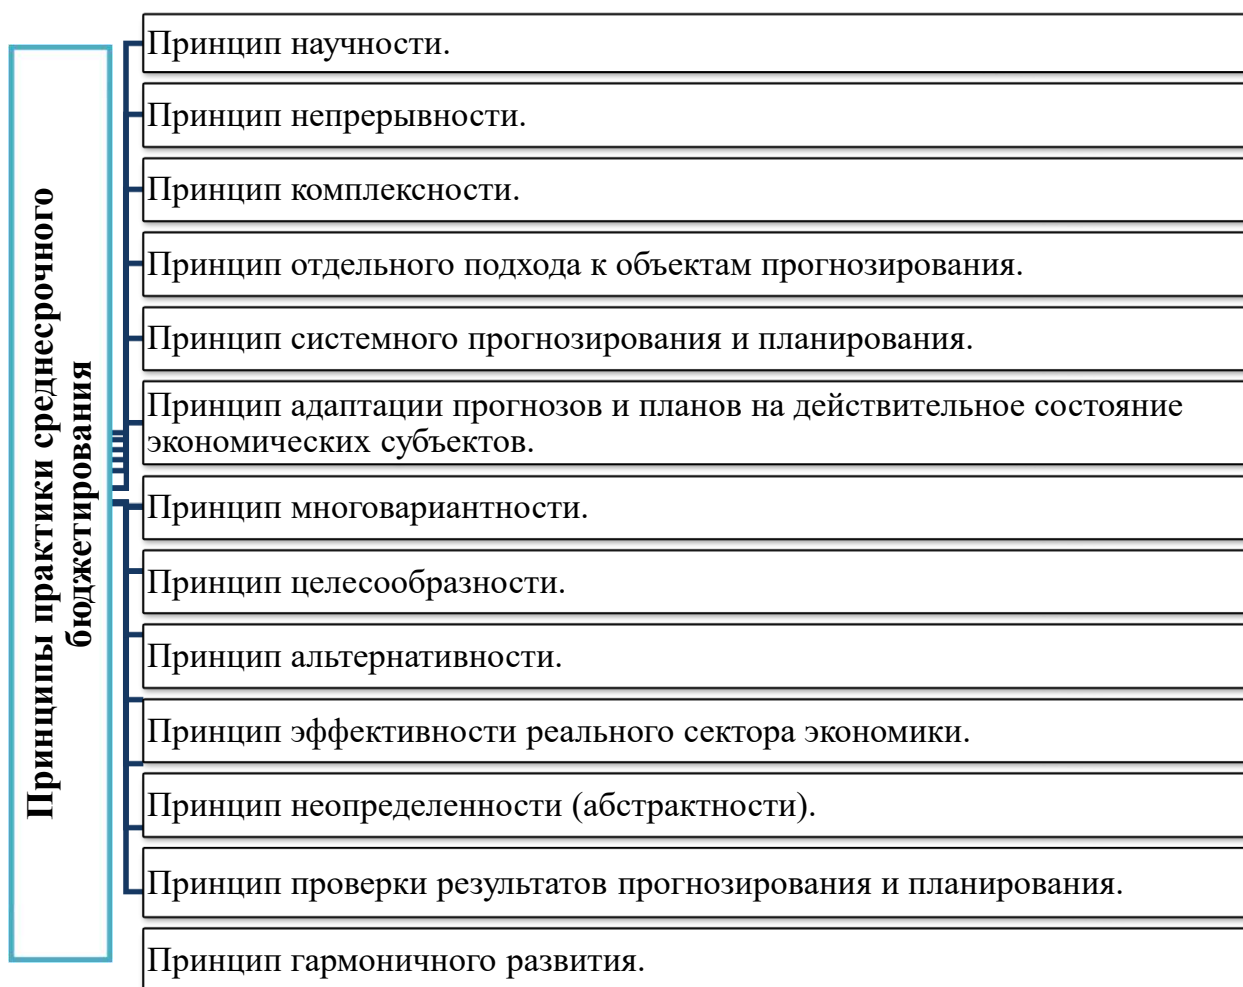 Принципы практики среднесрочного
бюджетирования
Принцип научности.
Принцип непрерывности.
Принцип комплексности.
Принцип отдельного подхода к объектам прогнозирования.
Принцип системного прогнозирования и планирования.
Принцип адаптации прогнозов и планов на действительное состояние
экономических субъектов.
Принцип многовариантности.
Принцип целесообразности.
Принцип альтернативности.
Принцип эффективности реального сектора экономики.
Принцип неопределенности (абстрактности).
Принцип проверки результатов прогнозирования и планирования.
Принцип гармоничного развития.